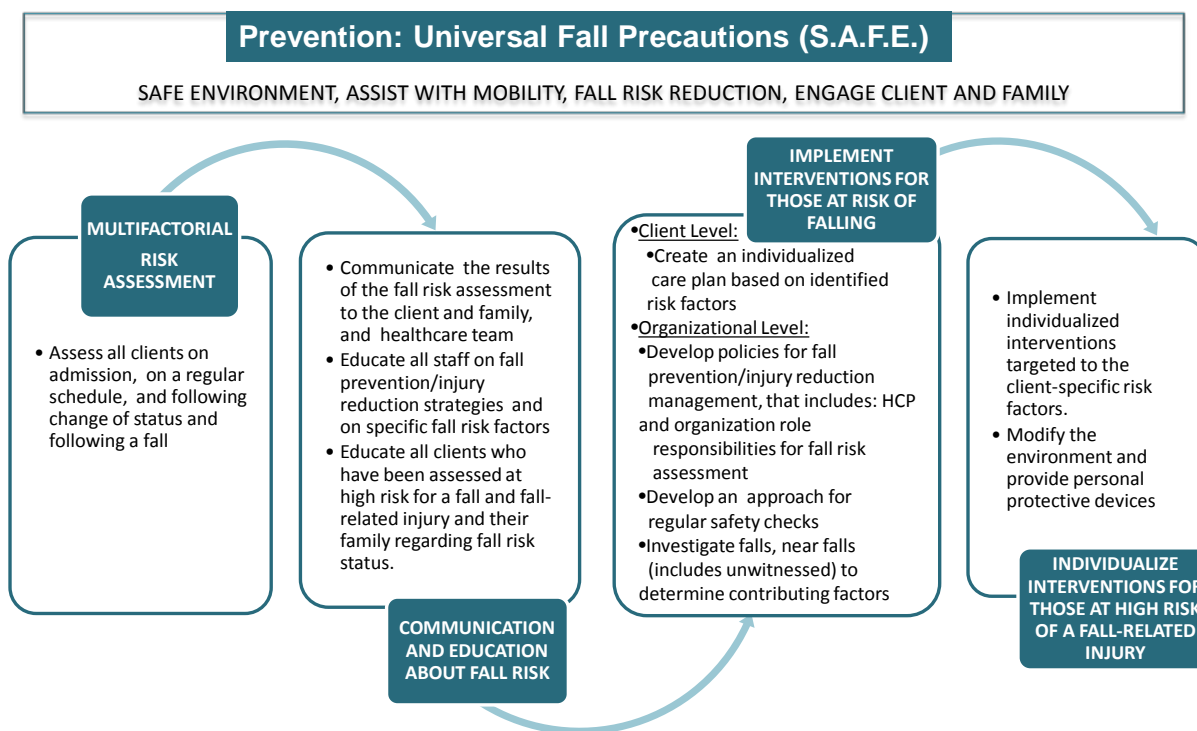 Prevention: Universal Fall Precautions (S.A.F.E.)
SAFE ENVIRONMENT, ASSIST WITH MOBILITY, FALL RISK REDUCTION, ENGAGE CLIENT AND FAMILY
MULTIFACTORIAL
RISK
ASSESSMENT
• Assess all clients on
admission, on a regular
schedule, and following
change of status and
following a fall
• Communicate the results
of the fall risk assessment
to the client and family,
and healthcare team
• Educate all staff on fall
prevention/injury
reduction strategies and
on specific fall risk factors
• Educate all clients who
have been assessed at
high risk for a fall and fall-
related injury and their
family regarding fall risk
status.
COMMUNICATION
AND EDUCATION
ABOUT FALL RISK
IMPLEMENT
INTERVENTIONS FOR
THOSE AT RISK OF
FALLING
•Client Level:
•Create an individualized
care plan based on identified
risk factors
•Organizational Level:
•Develop policies for fall
prevention/injury reduction
management, that includes: HCP
and organization role
responsibilities for fall risk
assessment
•Develop an approach for
regular safety checks
•Investigate falls, near falls
(includes unwitnessed) to
determine contributing factors
• Implement
individualized
interventions
targeted to the
client-specific risk
factors.
• Modify the
environment and
provide personal
protective devices
INDIVIDUALIZE
INTERVENTIONS FOR
THOSE AT HIGH RISK
OF A FALL-RELATED
INJURY